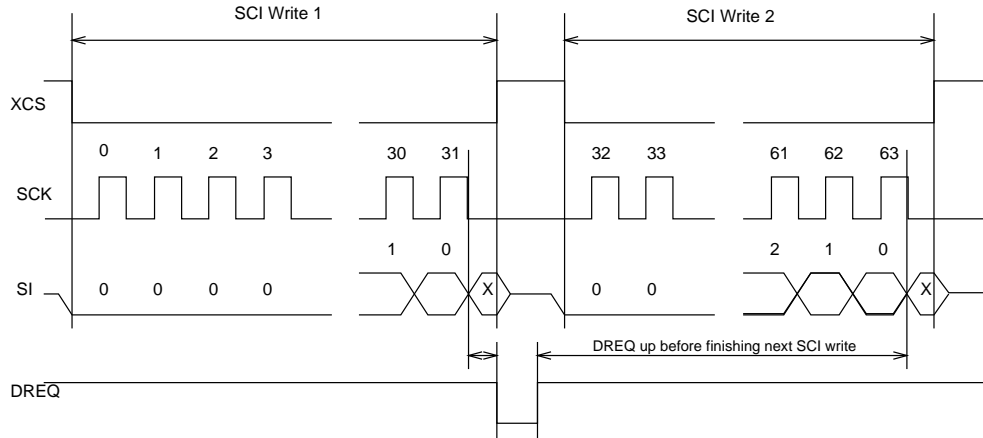 SCI Write 1 SCI Write 2
XCS
0 1 2 3 30 31 32 33 61 62 63
SCK
1 0 2 1 0
SI 0 0 0 0 X 0 0 X
DREQ up before finishing next SCI write
DREQ